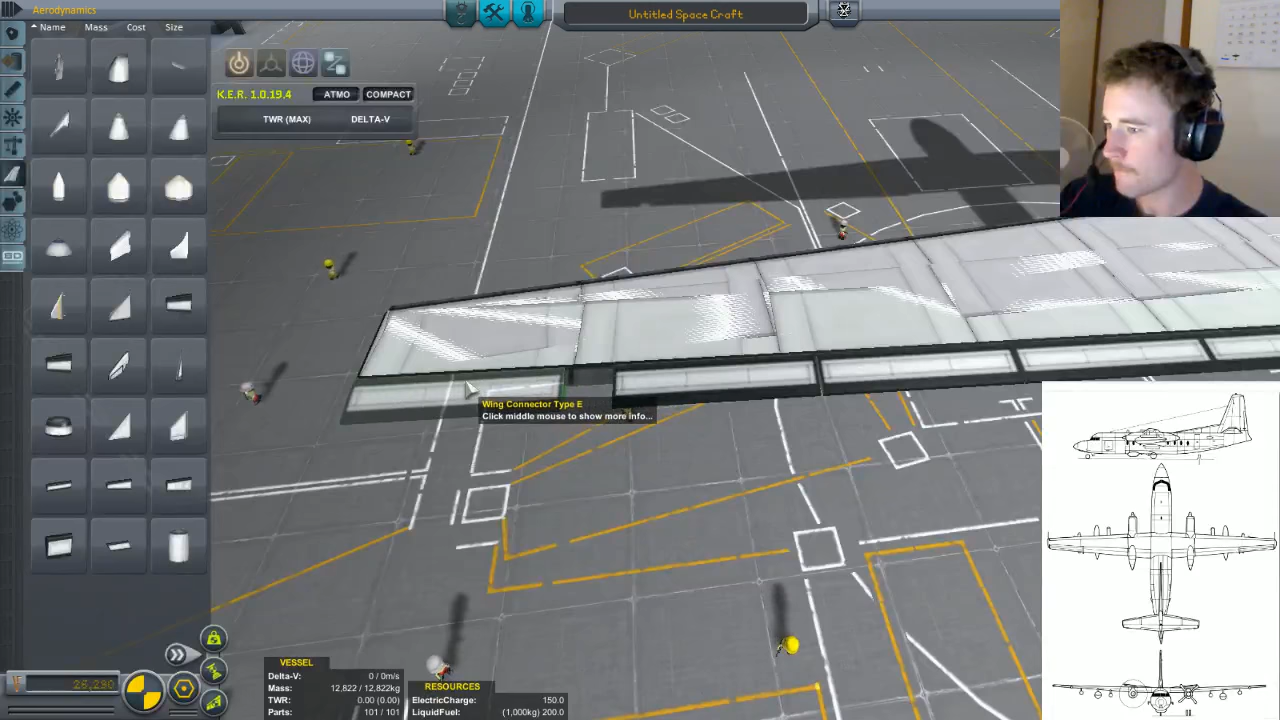 Aerodynamics
Name Mass Cost Size
Untitled Space Craft
K.E.R. 1.0.19.4 ATMO COMPACT
TWR (MAX) DELTA-V
Wing Connector Type E
Click middle mouse to show more info...
VESSEL
Delta-V: 0 / 0m/s
Mass: 12,822 / 12,822kg
TWR: 0.00 (0.00)
Parts: 101 / 101
RESOURCES
ElectricCharge: 150.0
LiquidFuel: (1,000kg) 200.0